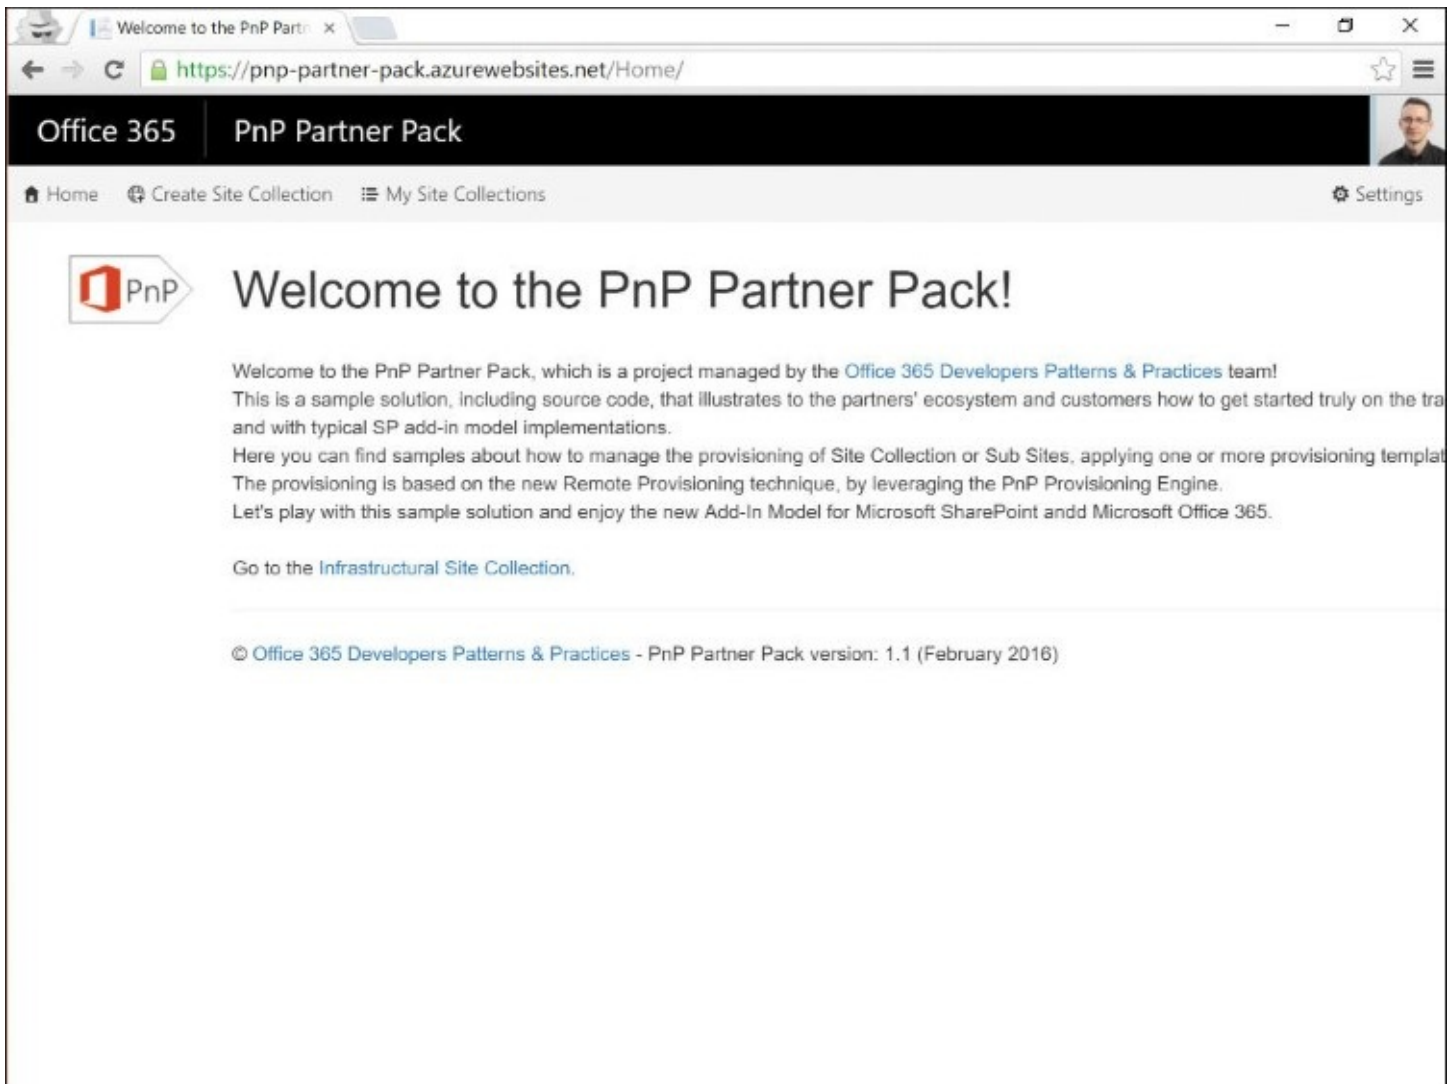 Welcome to the PnP Partn
https://pnp-partner-pack.azurewebsites.net/Home/
Office 365 PnP Partner Pack
Home Create Site Collection My Site Collections Settings
PnP Welcome to the PnP Partner Pack!
Welcome to the PnP Partner Pack, which is a project managed by the Office 365 Developers Patterns & Practices team!
This is a sample solution, including source code, that illustrates to the partners' ecosystem and customers how to get started truly on the tra
and with typical SP add-in model implementations.
Here you can find samples about how to manage the provisioning of Site Collection or Sub Sites, applying one or more provisioning templat
The provisioning is based on the new Remote Provisioning technique, by leveraging the PnP Provisioning Engine.
Let's play with this sample solution and enjoy the new Add-In Model for Microsoft SharePoint andd Microsoft Office 365.
Go to the Infrastructural Site Collection.
© Office 365 Developers Patterns & Practices - PnP Partner Pack version: 1.1 (February 2016)